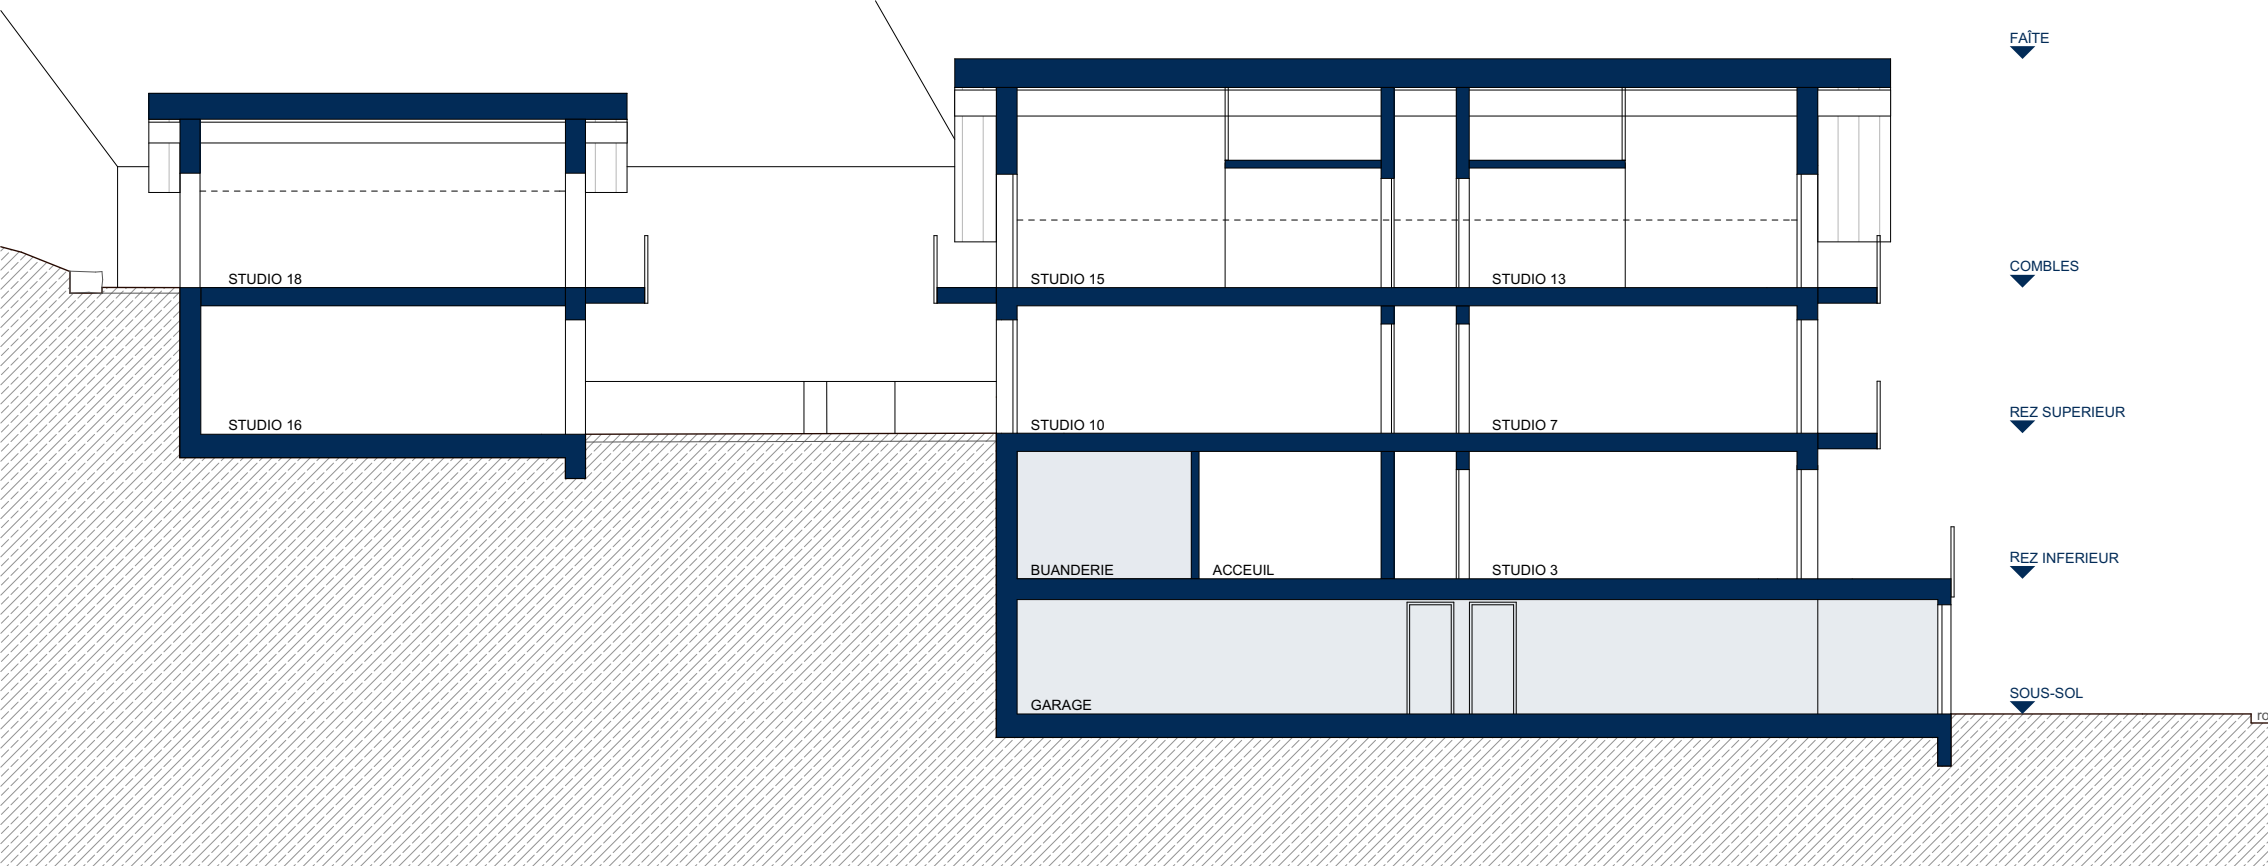 FAÎTE
COMBLES
STUDIO 18
STUDIO 15
STUDIO 13
REZ SUPERIEUR
STUDIO 16
STUDIO 10
STUDIO 7
REZ INFERIEUR
BUANDERIE
ACCEUIL
STUDIO 3
SOUS-SOL
GARAGE